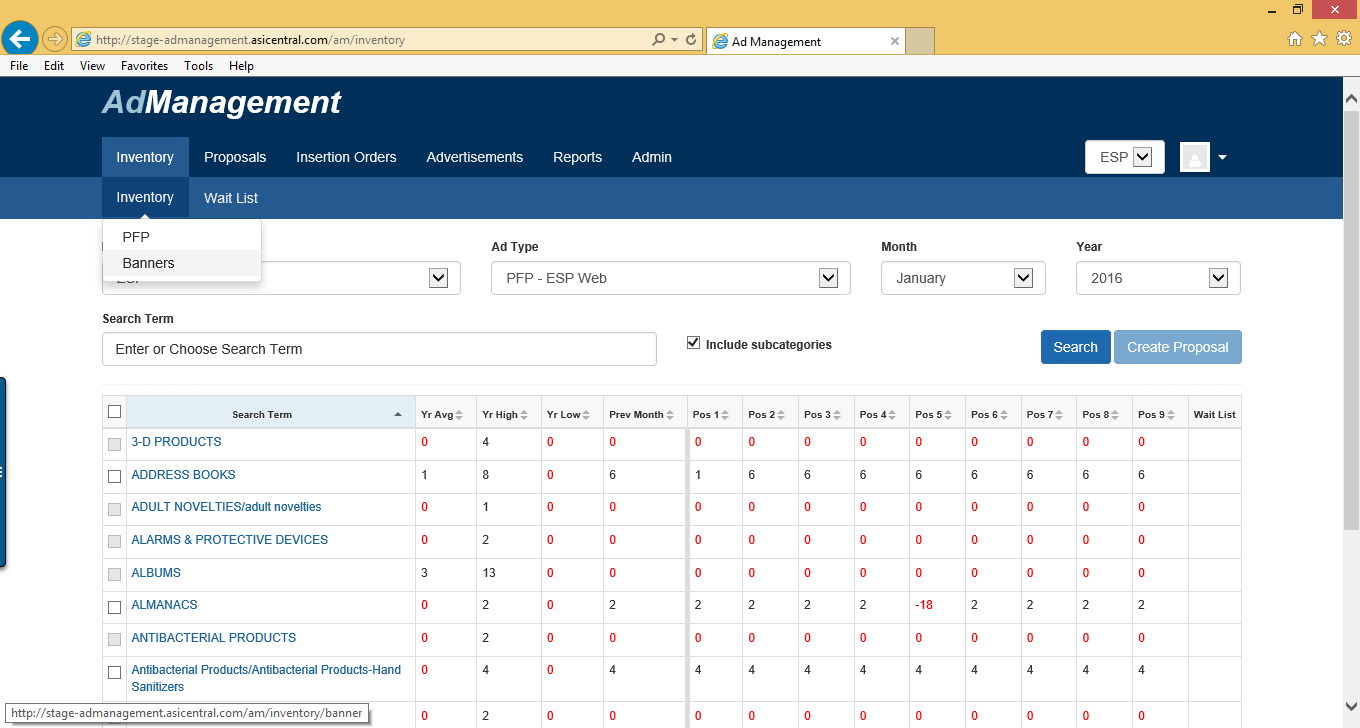 http://stage-admanagement.asicentral.com/am/inventory
Ad Management
File Edit View Favorites Tools Help
AdManagement
Inventory Proposals Insertion Orders Advertisements Reports Admin
ESP
Inventory Wait List
PFP
Banners
Ad Type Month Year
PFP - ESP Web January 2016
Search Term
Enter or Choose Search Term
Include subcategories
Search Create Proposal
Search Term Yr Avg Yr High Yr Low Prev Month Pos 1 Pos 2 Pos 3 Pos 4 Pos 5 Pos 6 Pos 7 Pos 8 Pos 9 Wait List
3-D PRODUCTS 0 4 0 0 0 0 0 0 0 0 0 0 0
ADDRESS BOOKS 1 8 0 6 1 6 6 6 6 6 6 6 6
ADULT NOVELTIES/adult novelties 0 1 0 0 0 0 0 0 0 0 0 0 0
ALARMS & PROTECTIVE DEVICES 0 2 0 0 0 0 0 0 0 0 0 0 0
ALBUMS 3 13 0 0 0 0 0 0 0 0 0 0 0
ALMANACS 0 2 0 2 2 2 2 2 -18 2 2 2 2
ANTIBACTERIAL PRODUCTS 0 2 0 0 0 0 0 0 0 0 0 0 0
Antibacterial Products/Antibacterial Products-Hand 0 4 0 4 4 4 4 4 4 4 4 4 4
Sanitizers
http://stage-admanagement.asicentral.com/am/inventory/banner
0 2 0 0 0 0 0 0 0 0 0 0 0